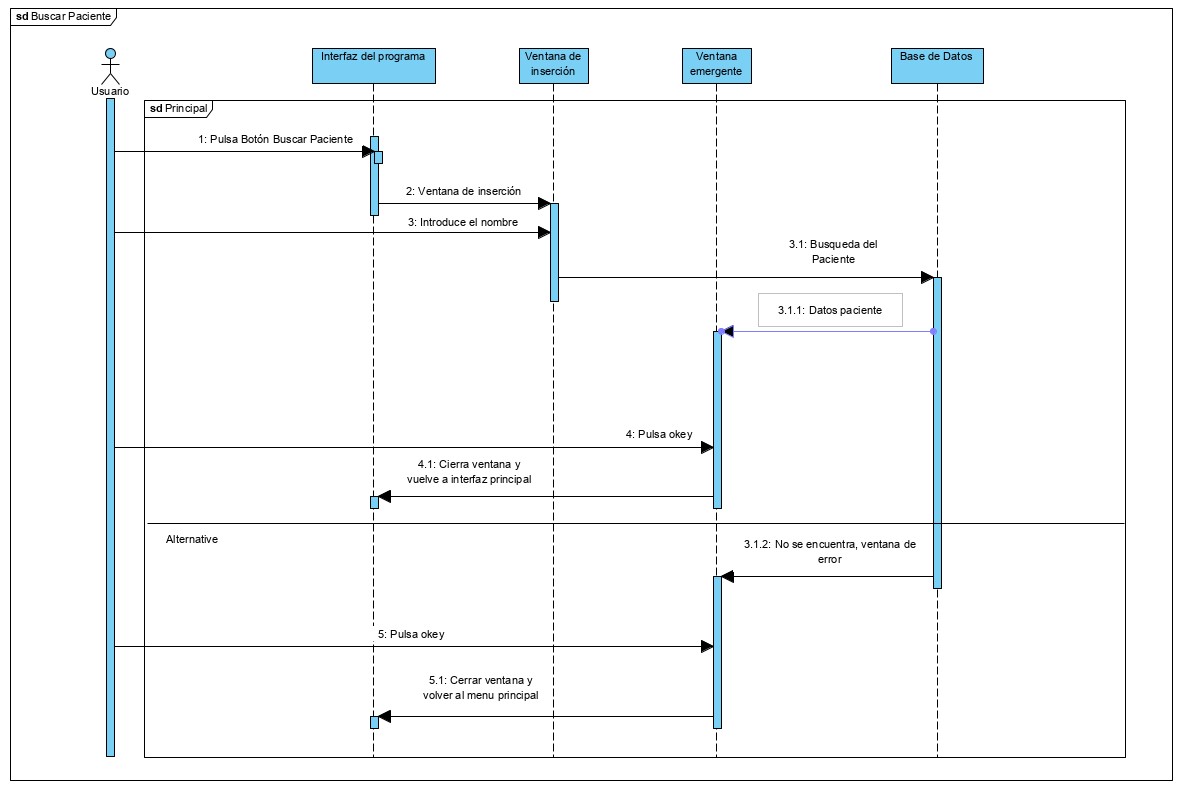 sd Buscar Paciente
Usuario
Interfaz del programa
Ventana de
inserción
Ventana
emergente
Base de Datos
sd Principal
1: Pulsa Botón Buscar Paciente
2: Ventana de inserción
3: Introduce el nombre
3.1: Busqueda del
Paciente
3.1.1: Datos paciente
4: Pulsa okey
4.1: Cierra ventana y
vuelve a interfaz principal
Alternative
3.1.2: No se encuentra, ventana de
error
5: Pulsa okey
5.1: Cerrar ventana y
volver al menu principal